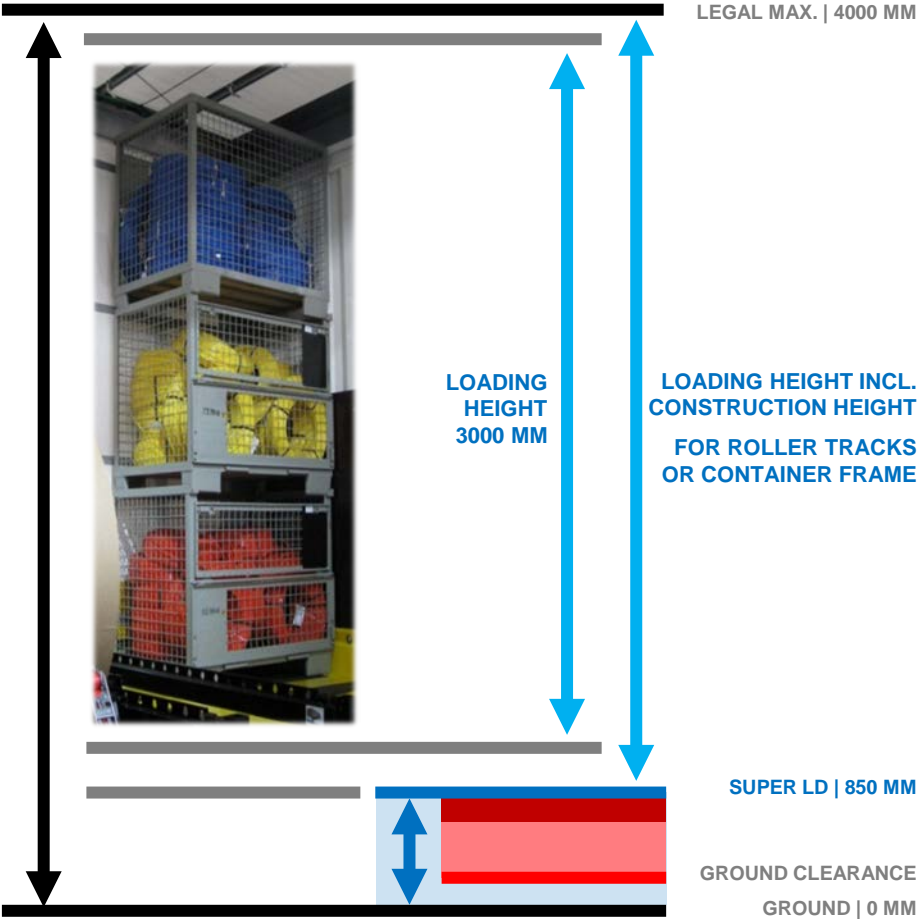 LEGAL MAX. | 4000 MM
LOADING
HEIGHT
3000 MM
LOADING HEIGHT INCL.
CONSTRUCTION HEIGHT
FOR ROLLER TRACKS
OR CONTAINER FRAME
SUPER LD | 850 MM
GROUND CLEARANCE
GROUND | 0 MM